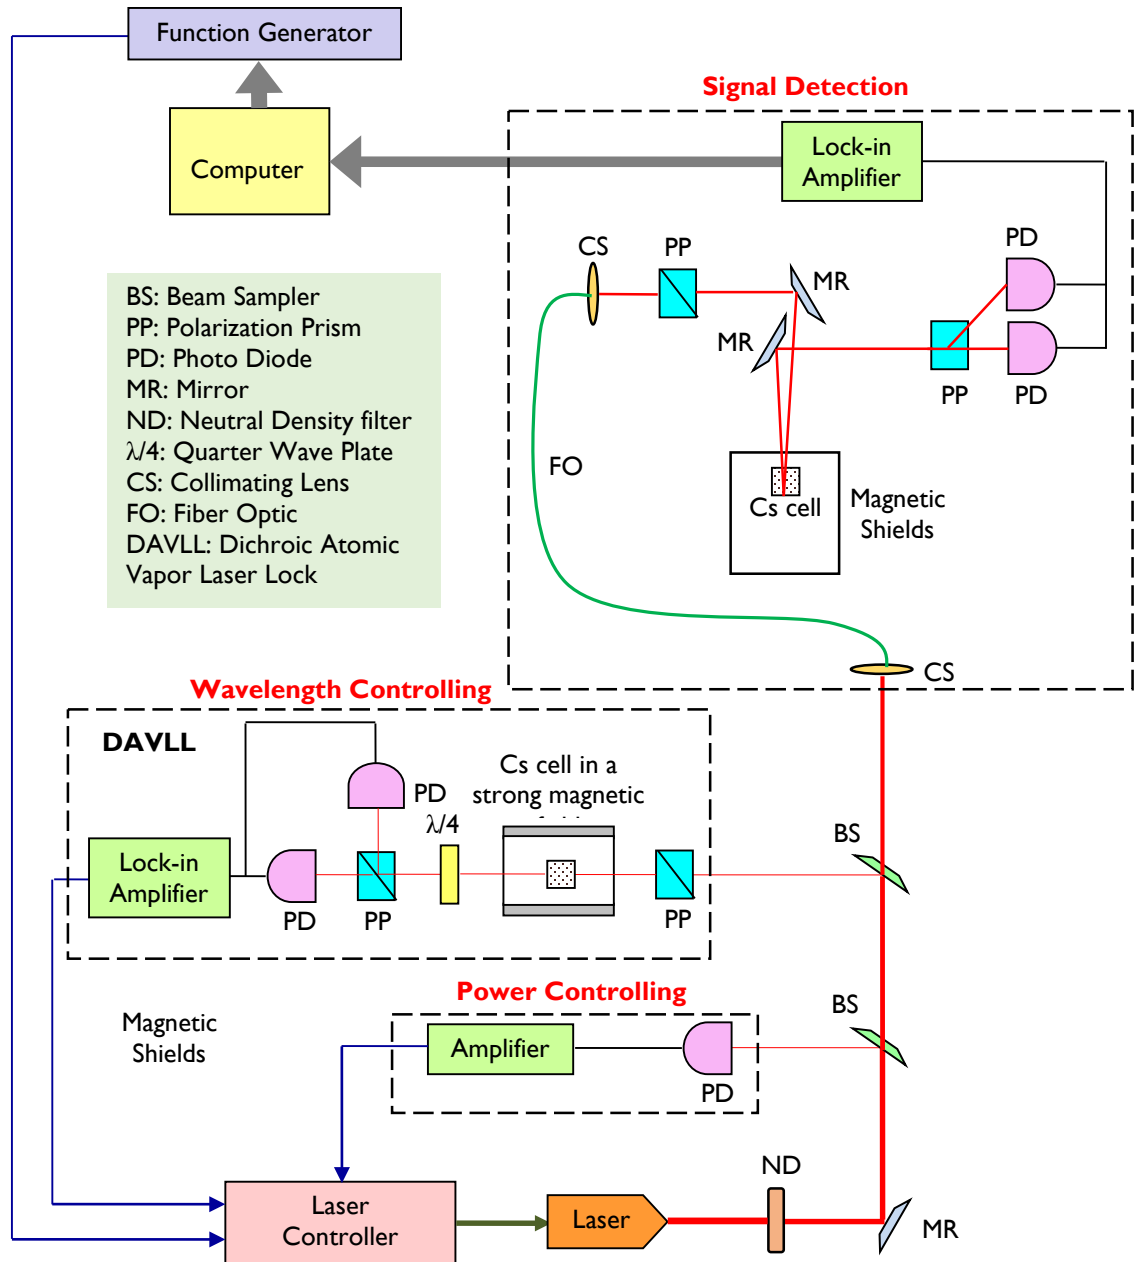 Function Generator
Signal Detection
Computer
Lock-in
Amplifier
CS
PP
PD
MR
MR
PP
PD
BS: Beam Sampler
PP: Polarization Prism
PD: Photo Diode
MR: Mirror
ND: Neutral Density filter
λ/4: Quarter Wave Plate
CS: Collimating Lens
FO: Fiber Optic
DAVLL: Dichroic Atomic
Vapor Laser Lock
FO
Cs cell
Magnetic
Shields
CS
Wavelength Controlling
DAVLL
Cs cell in a
strong magnetic
PD
λ/4
BS
Lock-in
Amplifier
PD
PP
PP
Power Controlling
BS
Magnetic
Shields
Amplifier
PD
ND
Laser
Controller
Laser
MR